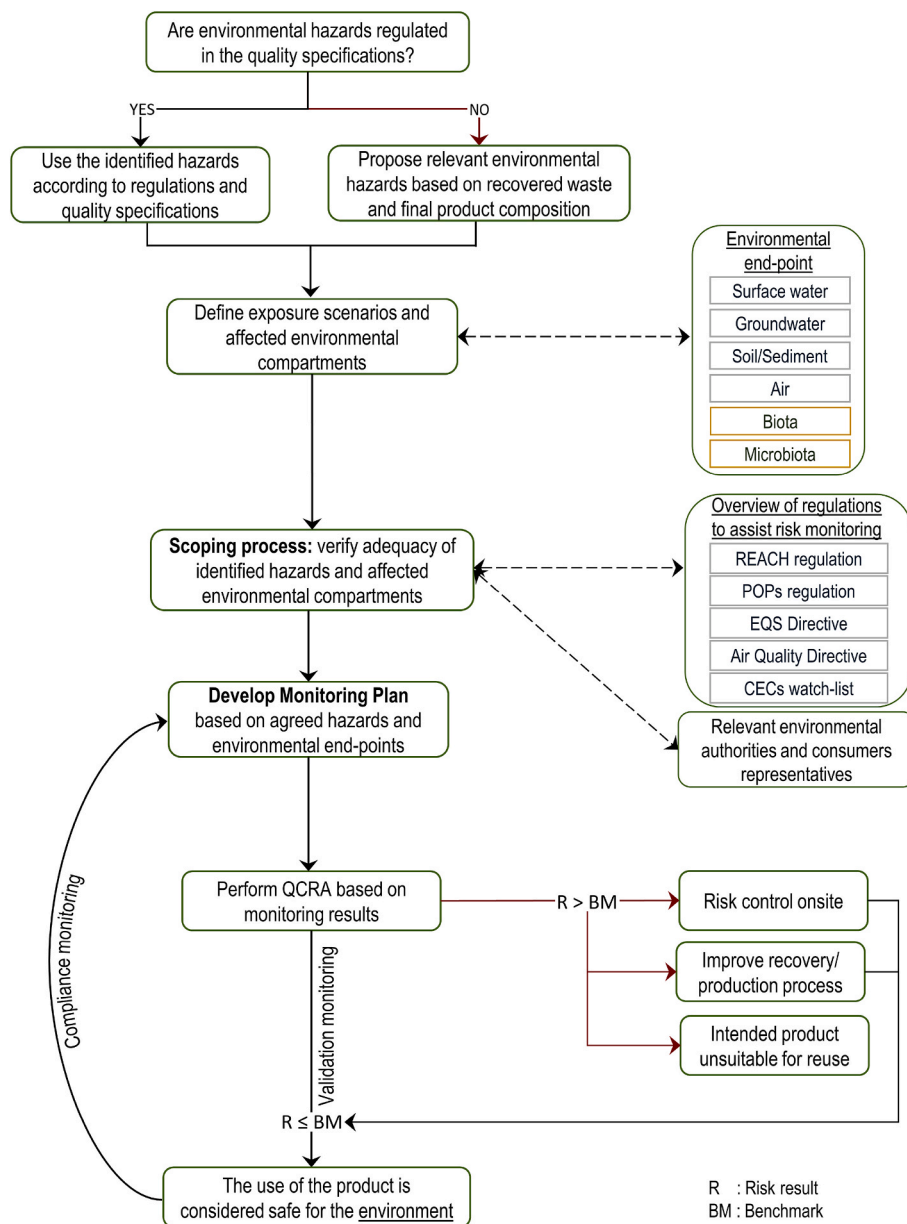 Are environmental hazards regulated
in the quality specifications?
YES
NO
Use the identified hazards
according to regulations and
quality specifications
Propose relevant environmental
hazards based on recovered waste
and final product composition
Environmental
end-point
Surface water
Groundwater
Soil/Sediment
Air
Biota
Microbiota
Define exposure scenarios and
affected environmental
compartments
Overview of regulations
to assist risk monitoring
REACH regulation
POPs regulation
EQS Directive
Air Quality Directive
CECs watch-list
Scoping process: verify adequacy of
identified hazards and affected
environmental compartments
Develop Monitoring Plan
based on agreed hazards and
environmental end-points
Relevant environmental
authorities and consumers
representatives
Compliance monitoring
Perform QCRA based on
monitoring results
R > BM
Risk control onsite
Improve recovery/
production process
Intended product
unsuitable for reuse
Validation monitoring
R ≤ BM
The use of the product is
considered safe for the environment
R : Risk result
BM : Benchmark